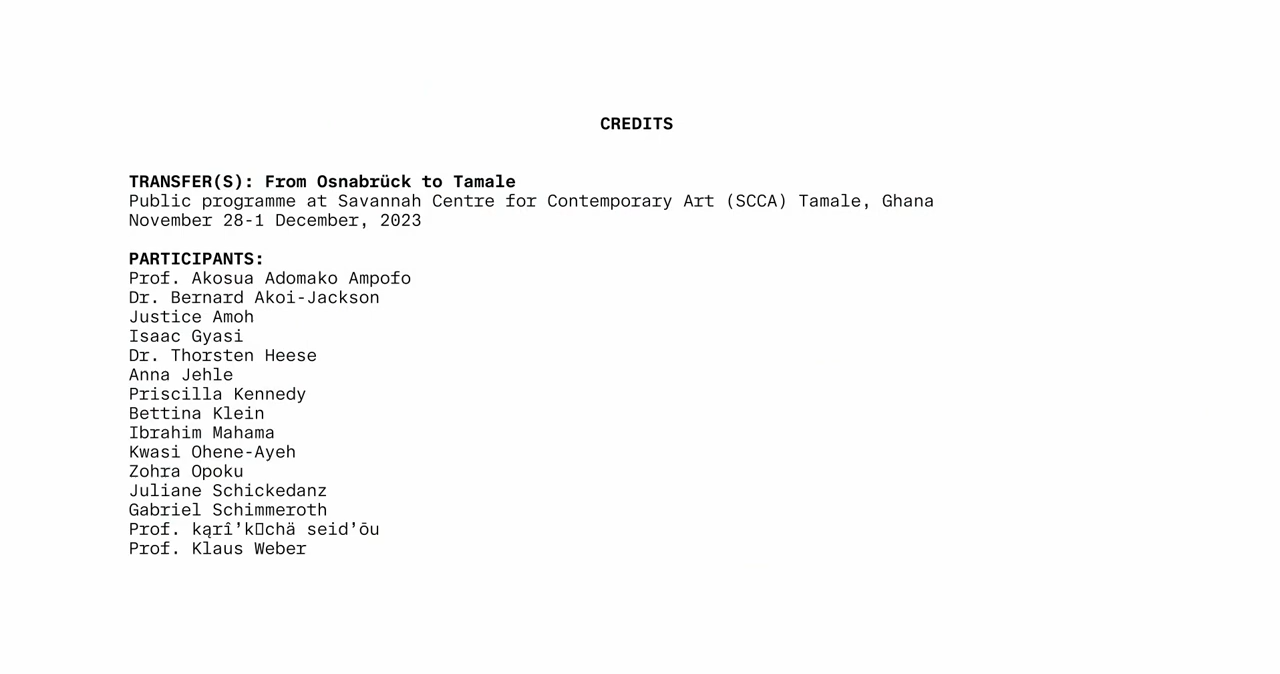 CREDITS
TRANSFER(S): From Osnabrück to Tamale
Public programme at Savannah Centre for Contemporary Art (SCCA) Tamale, Ghana
November 28-1 December, 2023
PARTICIPANTS:
Prof. Akosua Adomako Ampofo
Dr. Bernard Akoi-Jackson
Justice Amoh
Isaac Gyasi
Dr. Thorsten Heese
Anna Jehle
Priscilla Kennedy
Bettina Klein
Ibrahim Mahama
Kwasi Ohene-Ayeh
Zohra Opoku
Juliane Schickedanz
Gabriel Schimmeroth
Prof. kąrî’k▯chä seid’ōu
Prof. Klaus Weber